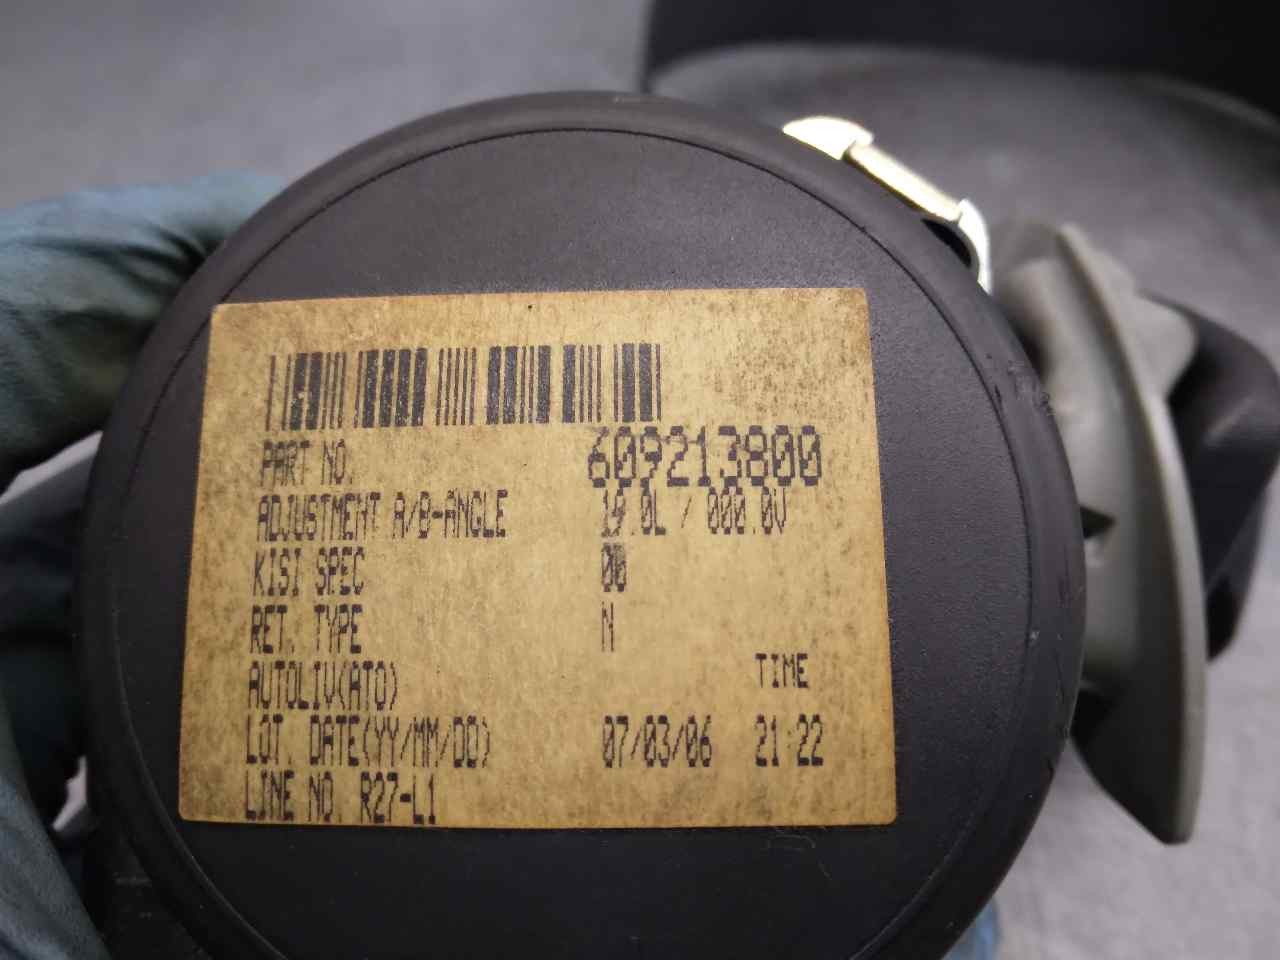 PART NO. 609213800
ADJUSTMENT A/B-ANGLE 19.0L / 000.0V
KISI SPEC 00
RET. TYPE N
AUTOLIV(ATO) TIME
LOT. DATE(YY/MM/DD) 07/03/06 21:22
LINE NO. R27-L1